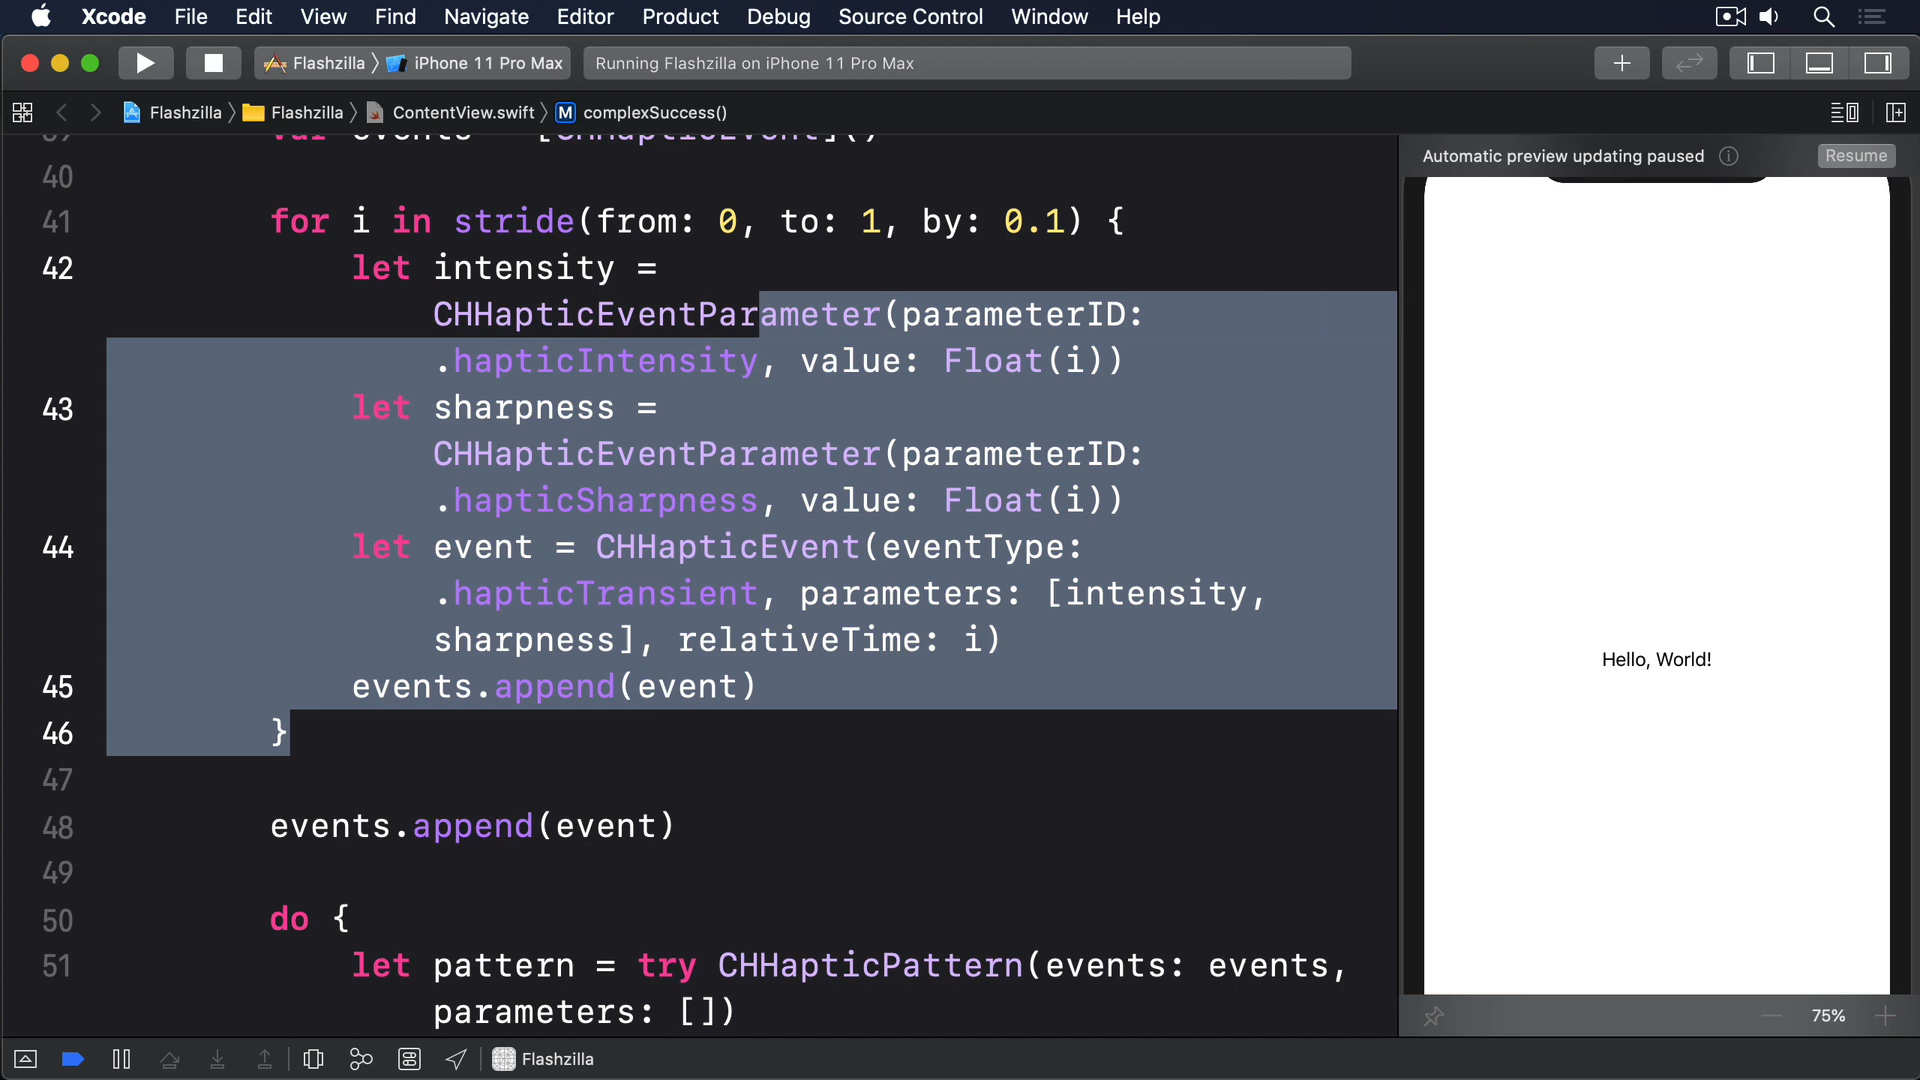 Xcode File Edit View Find Navigate Editor Product Debug Source Control Window Help
Flashzilla iPhone 11 Pro Max Running Flashzilla on iPhone 11 Pro Max
Flashzilla Flashzilla ContentView.swift M complexSuccess()
39 var events = [CHHapticEvent]()
40
41 for i in stride(from: 0, to: 1, by: 0.1) {
42 let intensity =
CHHapticEventParameter(parameterID:
.hapticIntensity, value: Float(i))
43 let sharpness =
CHHapticEventParameter(parameterID:
.hapticSharpness, value: Float(i))
44 let event = CHHapticEvent(eventType:
.hapticTransient, parameters: [intensity,
sharpness], relativeTime: i)
45 events.append(event)
46 }
47
48 events.append(event)
49
50 do {
51 let pattern = try CHHapticPattern(events: events,
parameters: [])
Automatic preview updating paused Resume
Hello, World!
75%
Flashzilla